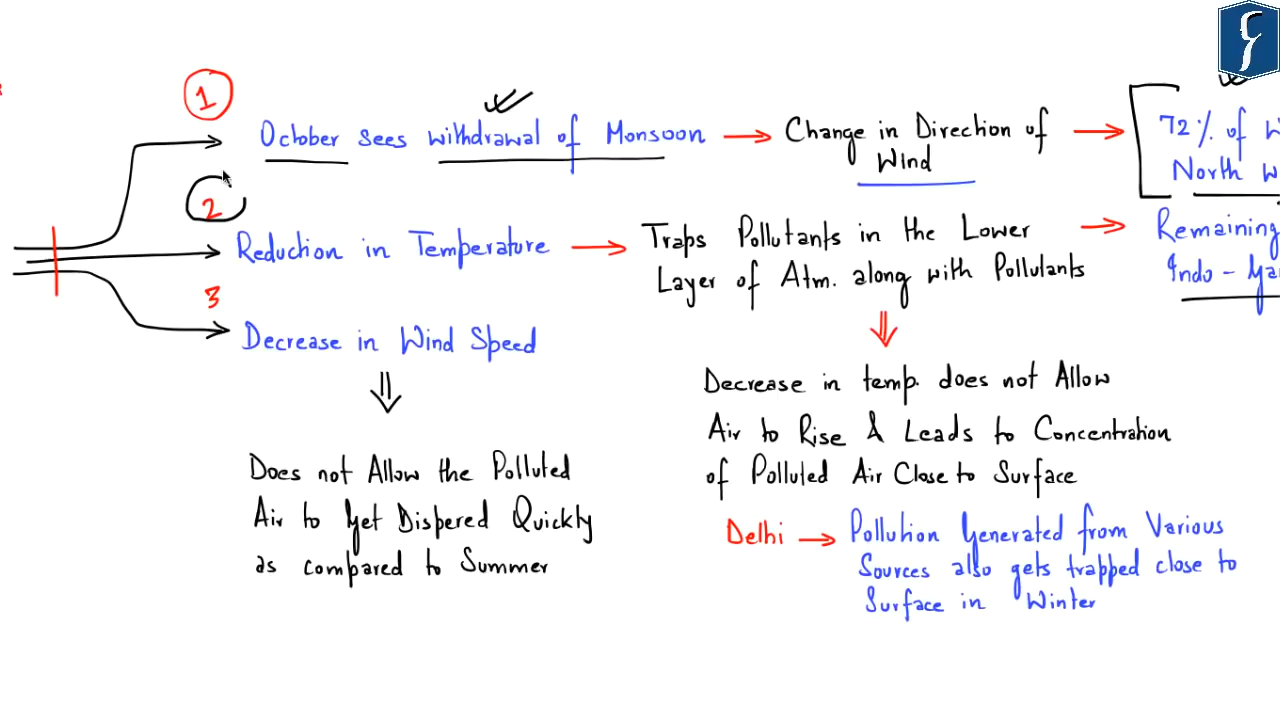 1
October sees withdrawal of Monsoon → Change in Direction of Wind →
72% of
North
2
Reduction in Temperature → Traps Pollutants in the Lower
Layer of Atm. along with Pollutants →
Remaining
Indo -
3
Decrease in Wind Speed
Does not Allow the Polluted
Air to Get Dispered Quickly
as compared to Summer
Decrease in temp. does not Allow
Air to Rise & Leads to Concentration
of Polluted Air Close to Surface
Delhi → Pollution Generated from Various
Sources also gets trapped close to
Surface in Winter